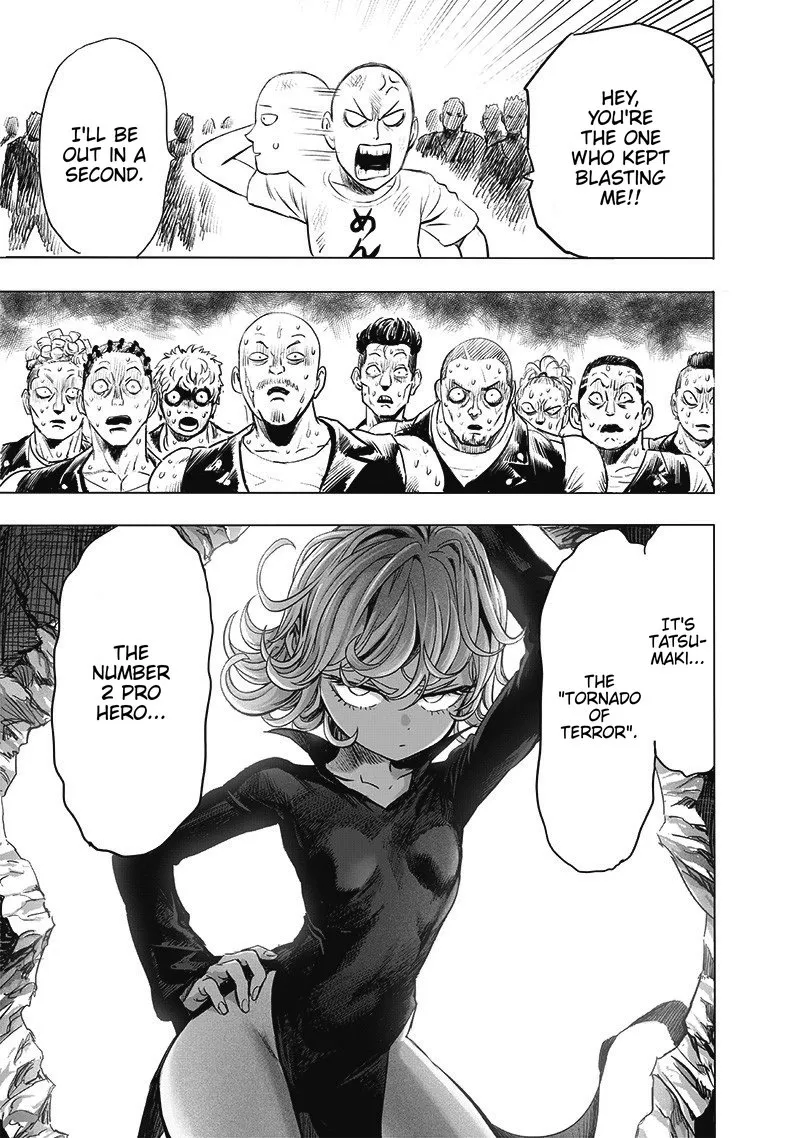 HEY,
YOU'RE
THE ONE
WHO KEPT
BLASTING
ME!!
I'LL BE
OUT IN A
SECOND.
めん
IT'S
TATSU-
MAKI...
THE
"TORNADO
OF
TERROR".
THE
NUMBER
2 PRO
HERO...